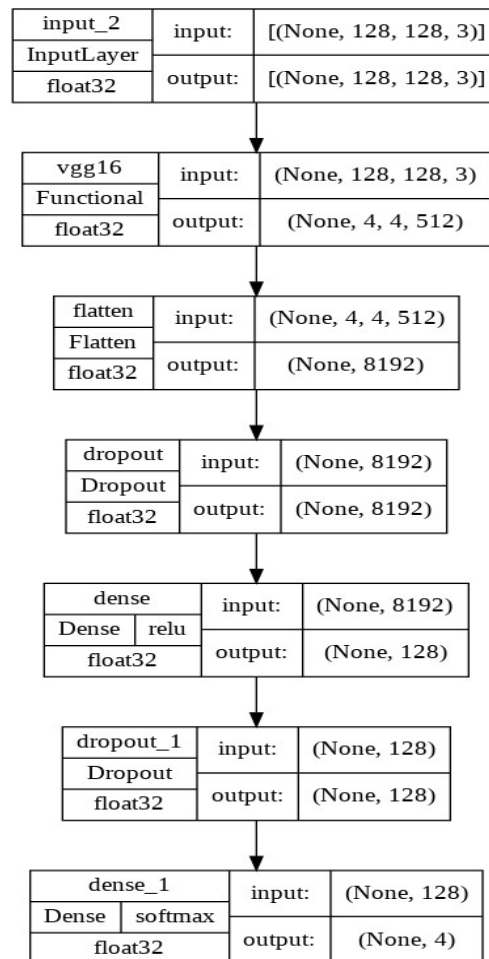 input_2
InputLayer
float32
input:
[(None, 128, 128, 3)]
output:
[(None, 128, 128, 3)]
vgg16
Functional
float32
input:
(None, 128, 128, 3)
output:
(None, 4, 4, 512)
flatten
Flatten
float32
input:
(None, 4, 4, 512)
output:
(None, 8192)
dropout
Dropout
float32
input:
(None, 8192)
output:
(None, 8192)
dense
Dense relu
float32
input:
(None, 8192)
output:
(None, 128)
dropout_1
Dropout
float32
input:
(None, 128)
output:
(None, 128)
dense_1
Dense softmax
float32
input:
(None, 128)
output:
(None, 4)